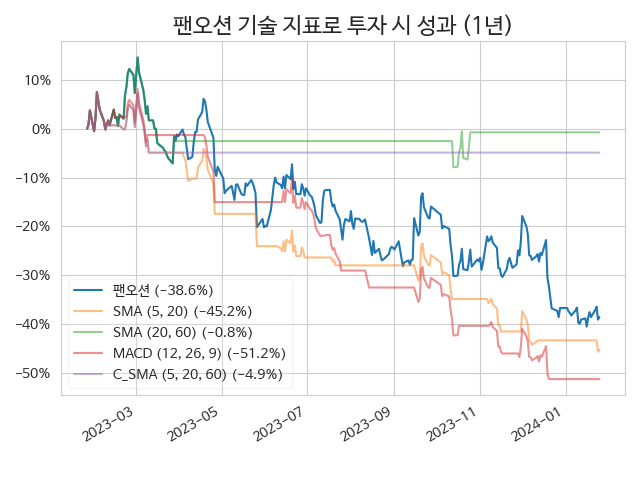 팬오션 기술 지표로 투자 시 성과 (1년)
10%
0%
−10%
−20%
−30%
−40%
−50%
팬오션 (−38.6%)
SMA (5, 20) (−45.2%)
SMA (20, 60) (−0.8%)
MACD (12, 26, 9) (−51.2%)
C_SMA (5, 20, 60) (−4.9%)
2023−03
2023−05
2023−07
2023−09
2023−11
2024−01